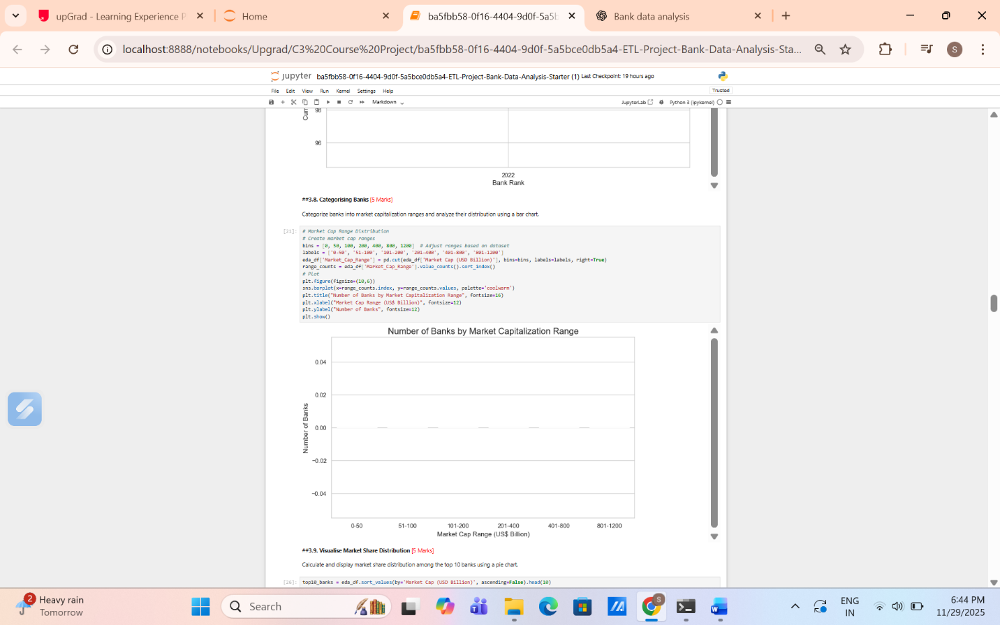 upGrad - Learning Experience P
Home
ba5fbb58-0f16-4404-9d0f-5a5b
Bank data analysis
localhost:8888/notebooks/Upgrad/C3%20Course%20Project/ba5fbb58-0f16-4404-9d0f-5a5bce0db5a4-ETL-Project-Bank-Data-Analysis-Sta...
S
jupyter ba5fbb58-0f16-4404-9d0f-5a5bce0db5a4-ETL-Project-Bank-Data-Analysis-Starter (1) Last Checkpoint: 19 hours ago
File Edit View Run Kernel Settings Help
Trusted
Markdown
JupyterLab
Python 3 (ipykernel)
98
96
2022
Bank Rank
##3.8. Categorising Banks [5 Marks]
Categorize banks into market capitalization ranges and analyze their distribution using a bar chart.
[21]: # Market Cap Range Distribution
# Create market cap ranges
bins = [0, 50, 100, 200, 400, 800, 1200] # Adjust ranges based on dataset
labels = ['0-50', '51-100', '101-200', '201-400', '401-800', '801-1200']
eda_df['Market_Cap_Range'] = pd.cut(eda_df['Market Cap (USD Billion)'], bins=bins, labels=labels, right=True)
range_counts = eda_df['Market_Cap_Range'].value_counts().sort_index()
# Plot
plt.figure(figsize=(10,6))
sns.barplot(x=range_counts.index, y=range_counts.values, palette='coolwarm')
plt.title("Number of Banks by Market Capitalization Range", fontsize=16)
plt.xlabel("Market Cap Range (US$ Billion)", fontsize=12)
plt.ylabel("Number of Banks", fontsize=12)
plt.show()
Number of Banks by Market Capitalization Range
0.04
0.02
0.00
−0.02
−0.04
Number of Banks
0-50 51-100 101-200 201-400 401-800 801-1200
Market Cap Range (US$ Billion)
##3.9. Visualise Market Share Distribution [5 Marks]
Calculate and display market share distribution among the top 10 banks using a pie chart.
[26]: top10_banks = eda_df.sort_values(by='Market Cap (USD Billion)', ascending=False).head(10)
2
Heavy rain
Tomorrow
Search
S
ENG
IN
6:44 PM
11/29/2025